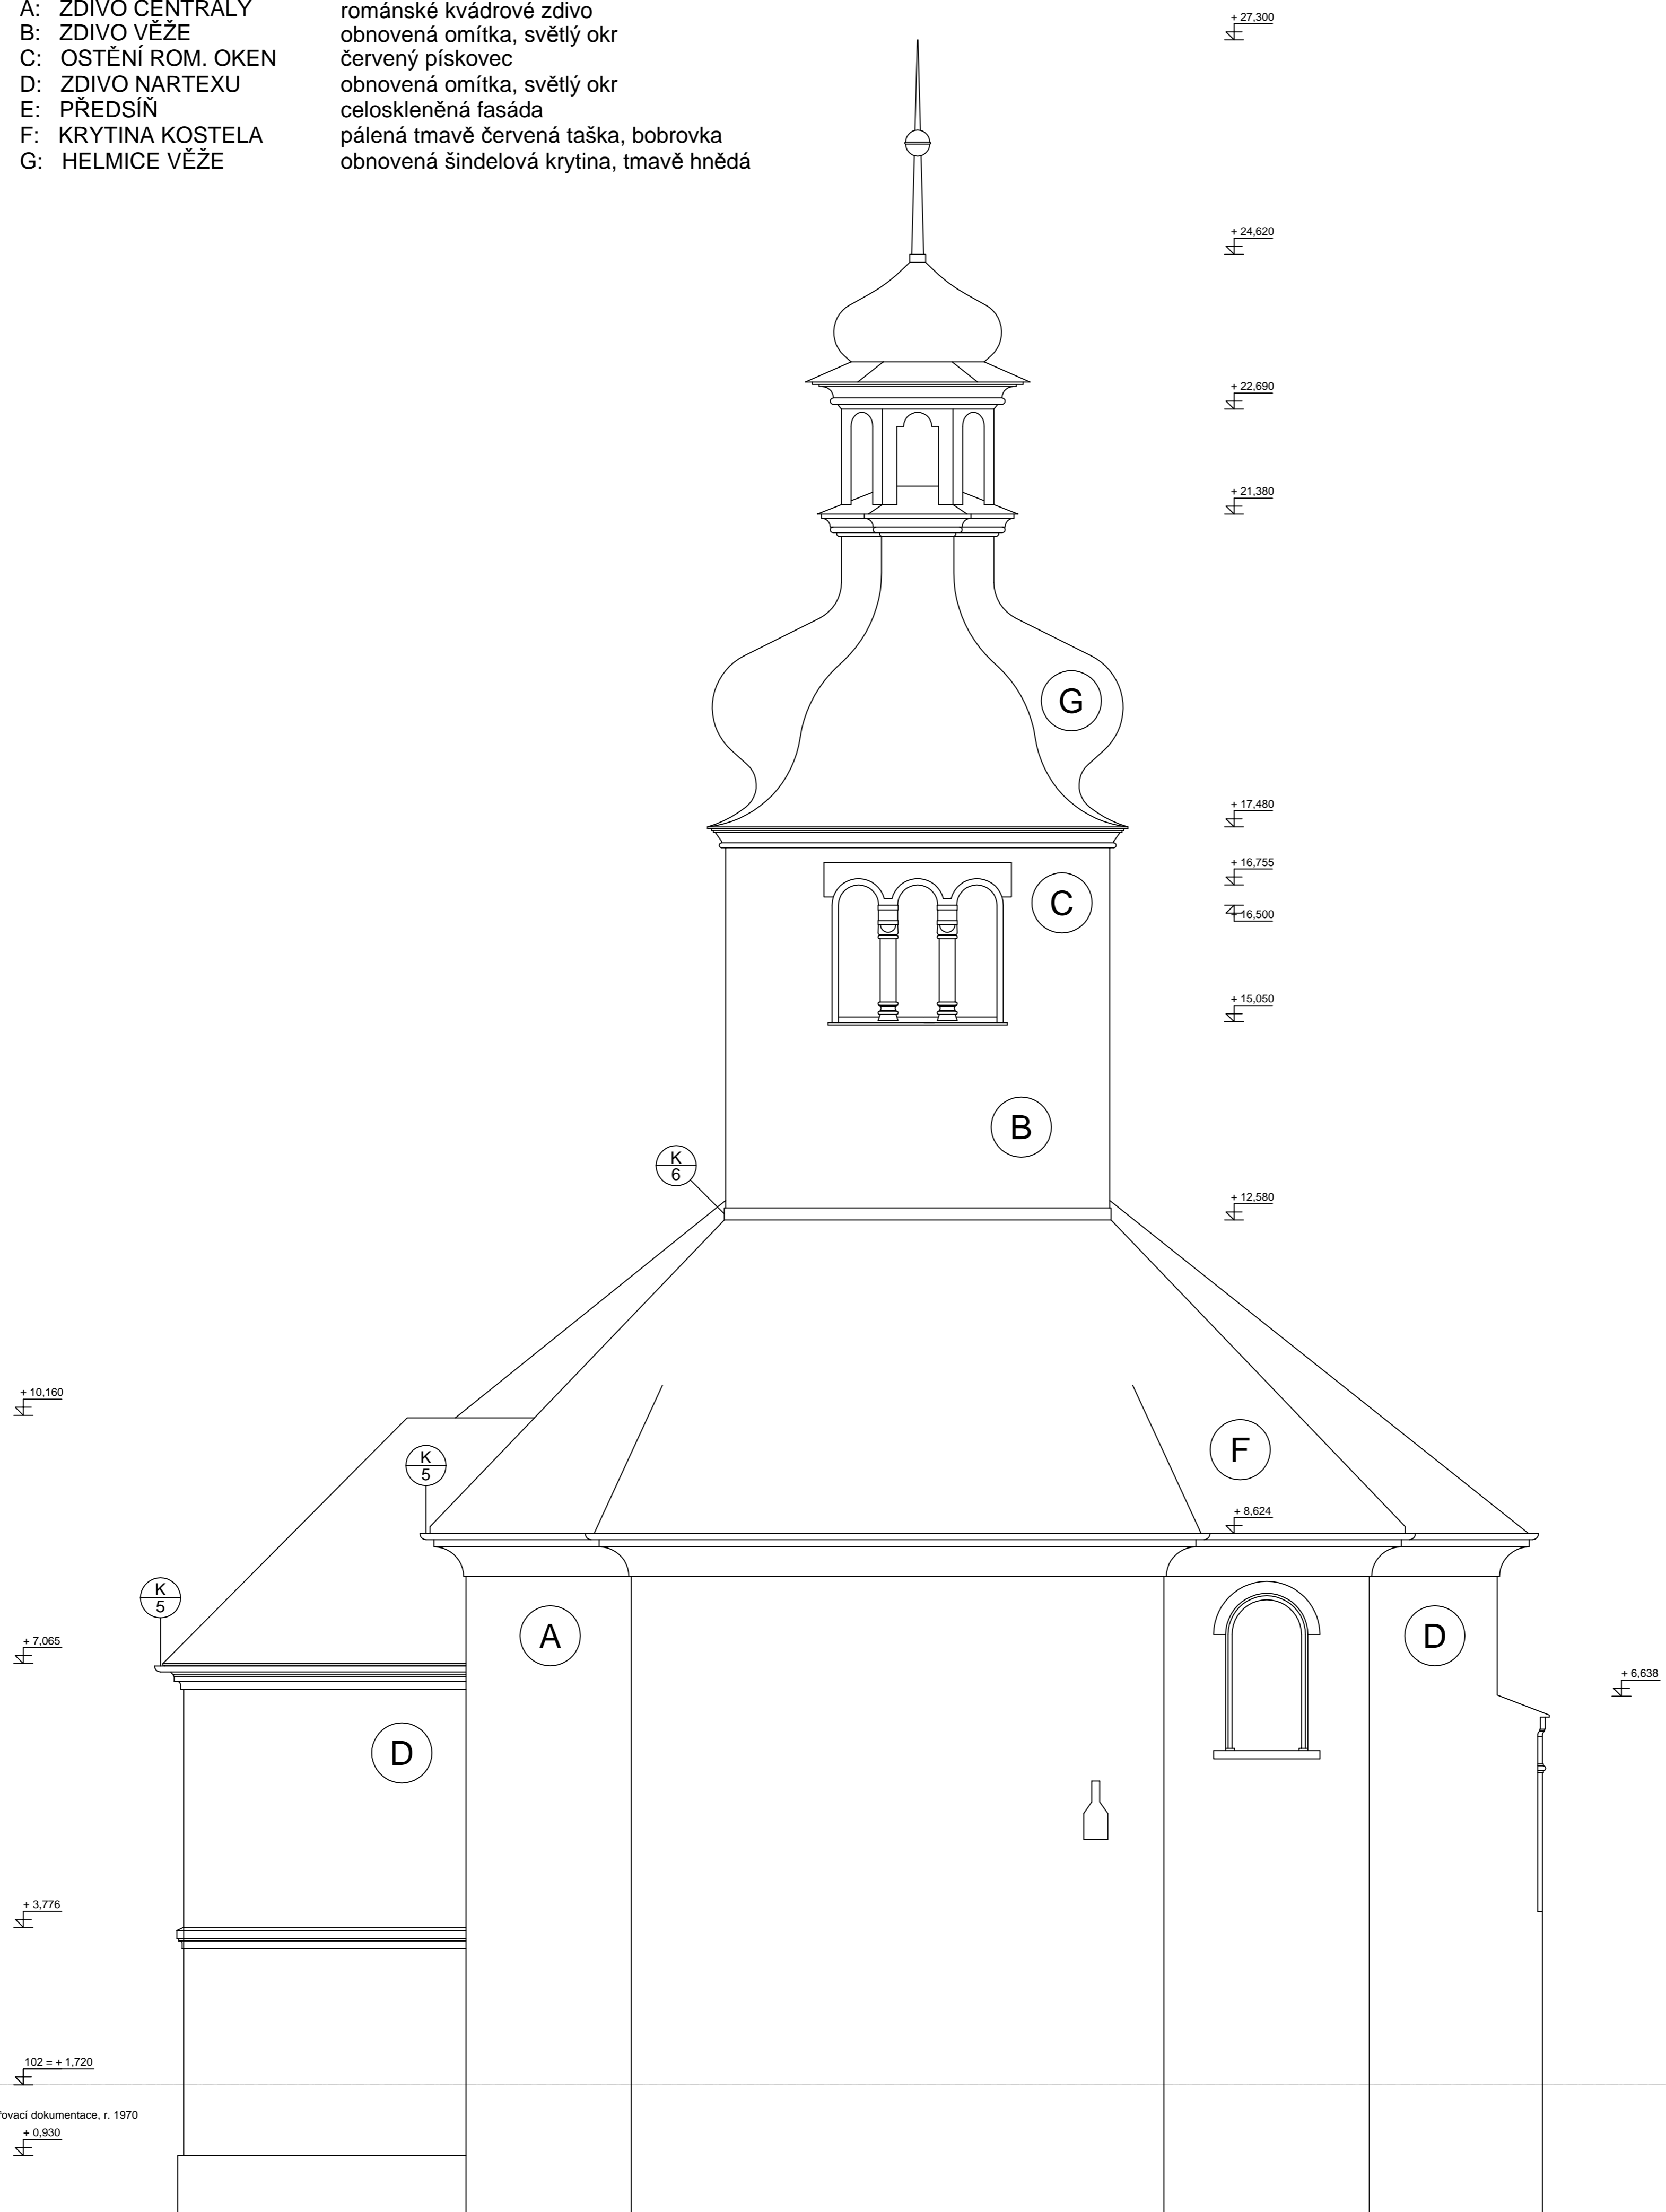 A: ZDIVO CENTRÁLY románské kvádrové zdivo
B: ZDIVO VĚŽE obnovená omítka, světlý okr
C: OSTĚNÍ ROM. OKEN červený pískovec
D: ZDIVO NARTEXU obnovená omítka, světlý okr
E: PŘEDSÍŇ celoskleněná fasáda
F: KRYTINA KOSTELA pálená tmavě červená taška, bobrovka
G: HELMICE VĚŽE obnovená šindelová krytina, tmavě hnědá
+ 27,300
+ 24,620
+ 22,690
+ 21,380
G
+ 17,480
+ 16,755
C
+ 16,500
+ 15,050
B
K
6
+ 12,580
+ 10,160
F
K
5
+ 8,624
K
5
A
D
+ 7,065
+ 6,638
D
+ 3,776
102 = + 1,720
dokumentace, r. 1970
+ 0,930